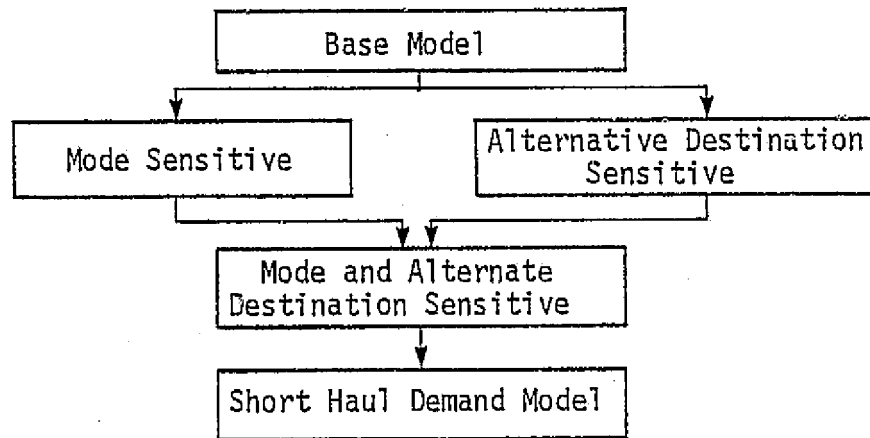 Base Model
Mode Sensitive
Alternative Destination
Sensitive
Mode and Alternate
Destination Sensitive
Short Haul Demand Model